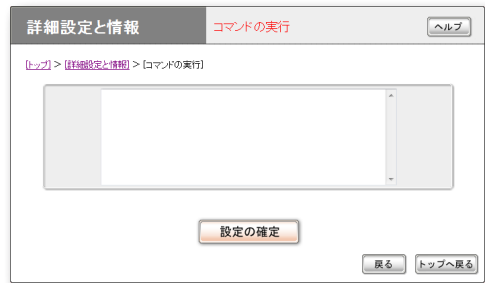 詳細設定と情報 コマンドの実行 ヘルプ
[トップ] > [詳細設定と情報] > [コマンドの実行]
設定の確定
戻る トップへ戻る